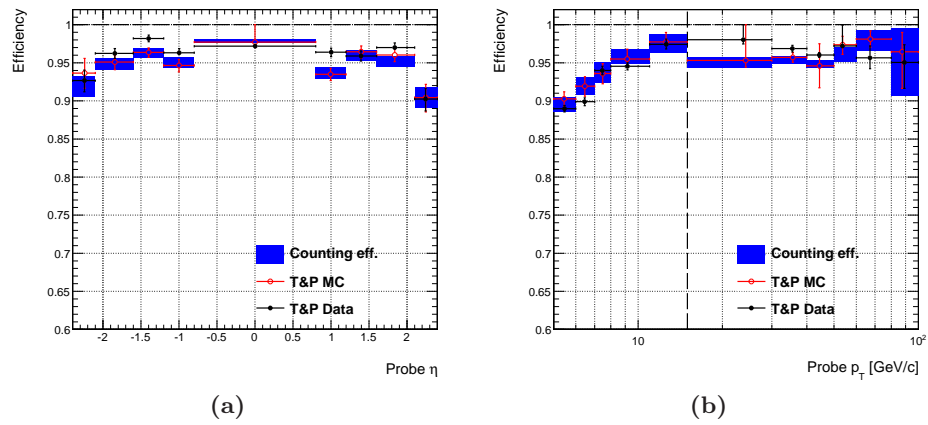 Efficiency
1
0.95
0.9
0.85
0.8
0.75
0.7
0.65
0.6
Counting eff.
T&P MC
T&P Data
-2 -1.5 -1 -0.5 0 0.5 1 1.5 2
Probe η
(a)
Efficiency
1
0.95
0.9
0.85
0.8
0.75
0.7
0.65
0.6
Counting eff.
T&P MC
T&P Data
10 10²
Probe p_T [GeV/c]
(b)